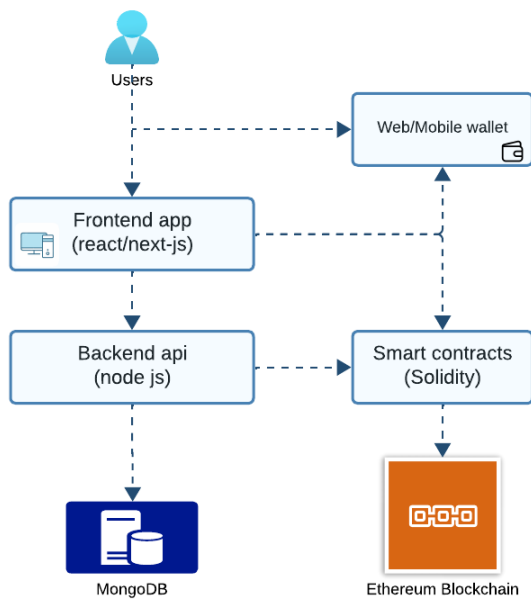 Users
Web/Mobile wallet
Frontend app
(react/next-js)
Backend api
(node js)
Smart contracts
(Solidity)
MongoDB
Ethereum Blockchain